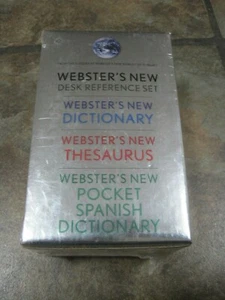 WEBSTER'S NEW
DESK REFERENCE SET
WEBSTER'S NEW
DICTIONARY
WEBSTER'S NEW
THESAURUS
WEBSTER'S NEW
POCKET
SPANISH
DICTIONARY